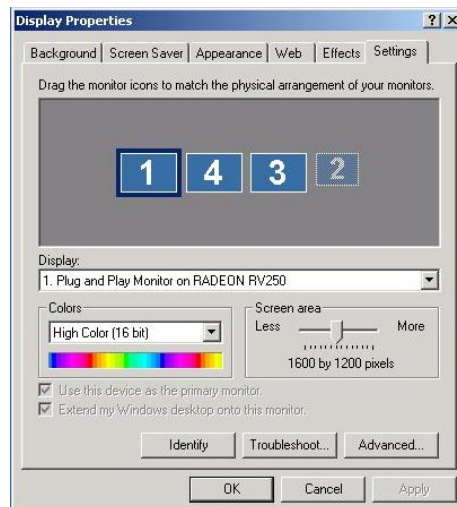 Display Properties
Background Screen Saver Appearance Web Effects Settings
Drag the monitor icons to match the physical arrangement of your monitors.
1 4 3 2
Display:
1. Plug and Play Monitor on RADEON RV250
Colors
High Color (16 bit)
Screen area
Less More
1600 by 1200 pixels
Use this device as the primary monitor.
Extend my Windows desktop onto this monitor.
Identify Troubleshoot... Advanced...
OK Cancel Apply